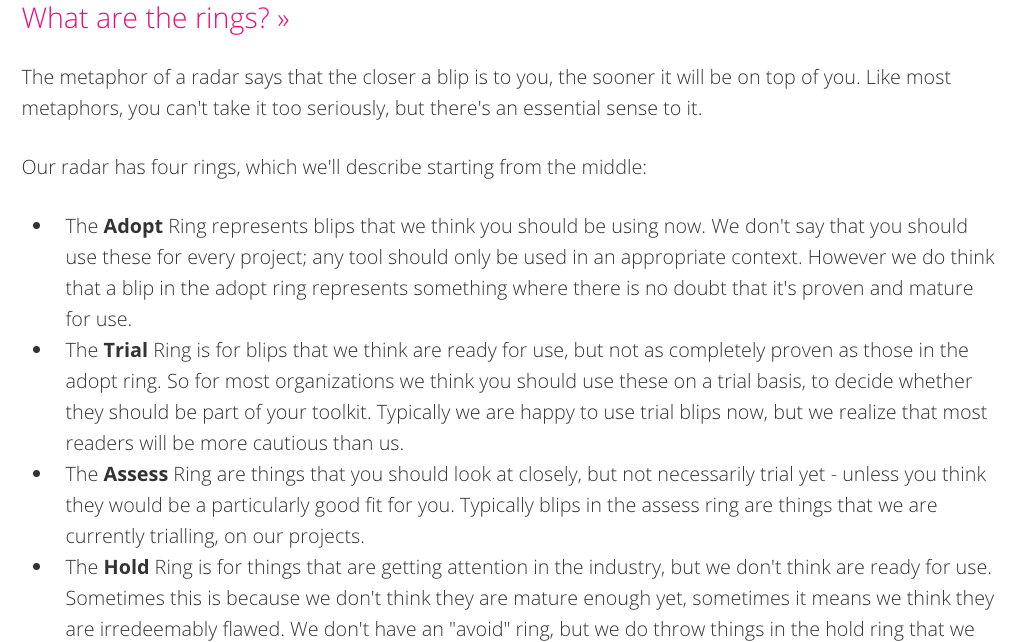 What are the rings? »
The metaphor of a radar says that the closer a blip is to you, the sooner it will be on top of you. Like most
metaphors, you can't take it too seriously, but there's an essential sense to it.
Our radar has four rings, which we'll describe starting from the middle:
• The Adopt Ring represents blips that we think you should be using now. We don't say that you should
use these for every project; any tool should only be used in an appropriate context. However we do think
that a blip in the adopt ring represents something where there is no doubt that it's proven and mature
for use.
• The Trial Ring is for blips that we think are ready for use, but not as completely proven as those in the
adopt ring. So for most organizations we think you should use these on a trial basis, to decide whether
they should be part of your toolkit. Typically we are happy to use trial blips now, but we realize that most
readers will be more cautious than us.
• The Assess Ring are things that you should look at closely, but not necessarily trial yet - unless you think
they would be a particularly good fit for you. Typically blips in the assess ring are things that we are
currently trialling, on our projects.
• The Hold Ring is for things that are getting attention in the industry, but we don't think are ready for use.
Sometimes this is because we don't think they are mature enough yet, sometimes it means we think they
are irredeemably flawed. We don't have an "avoid" ring, but we do throw things in the hold ring that we